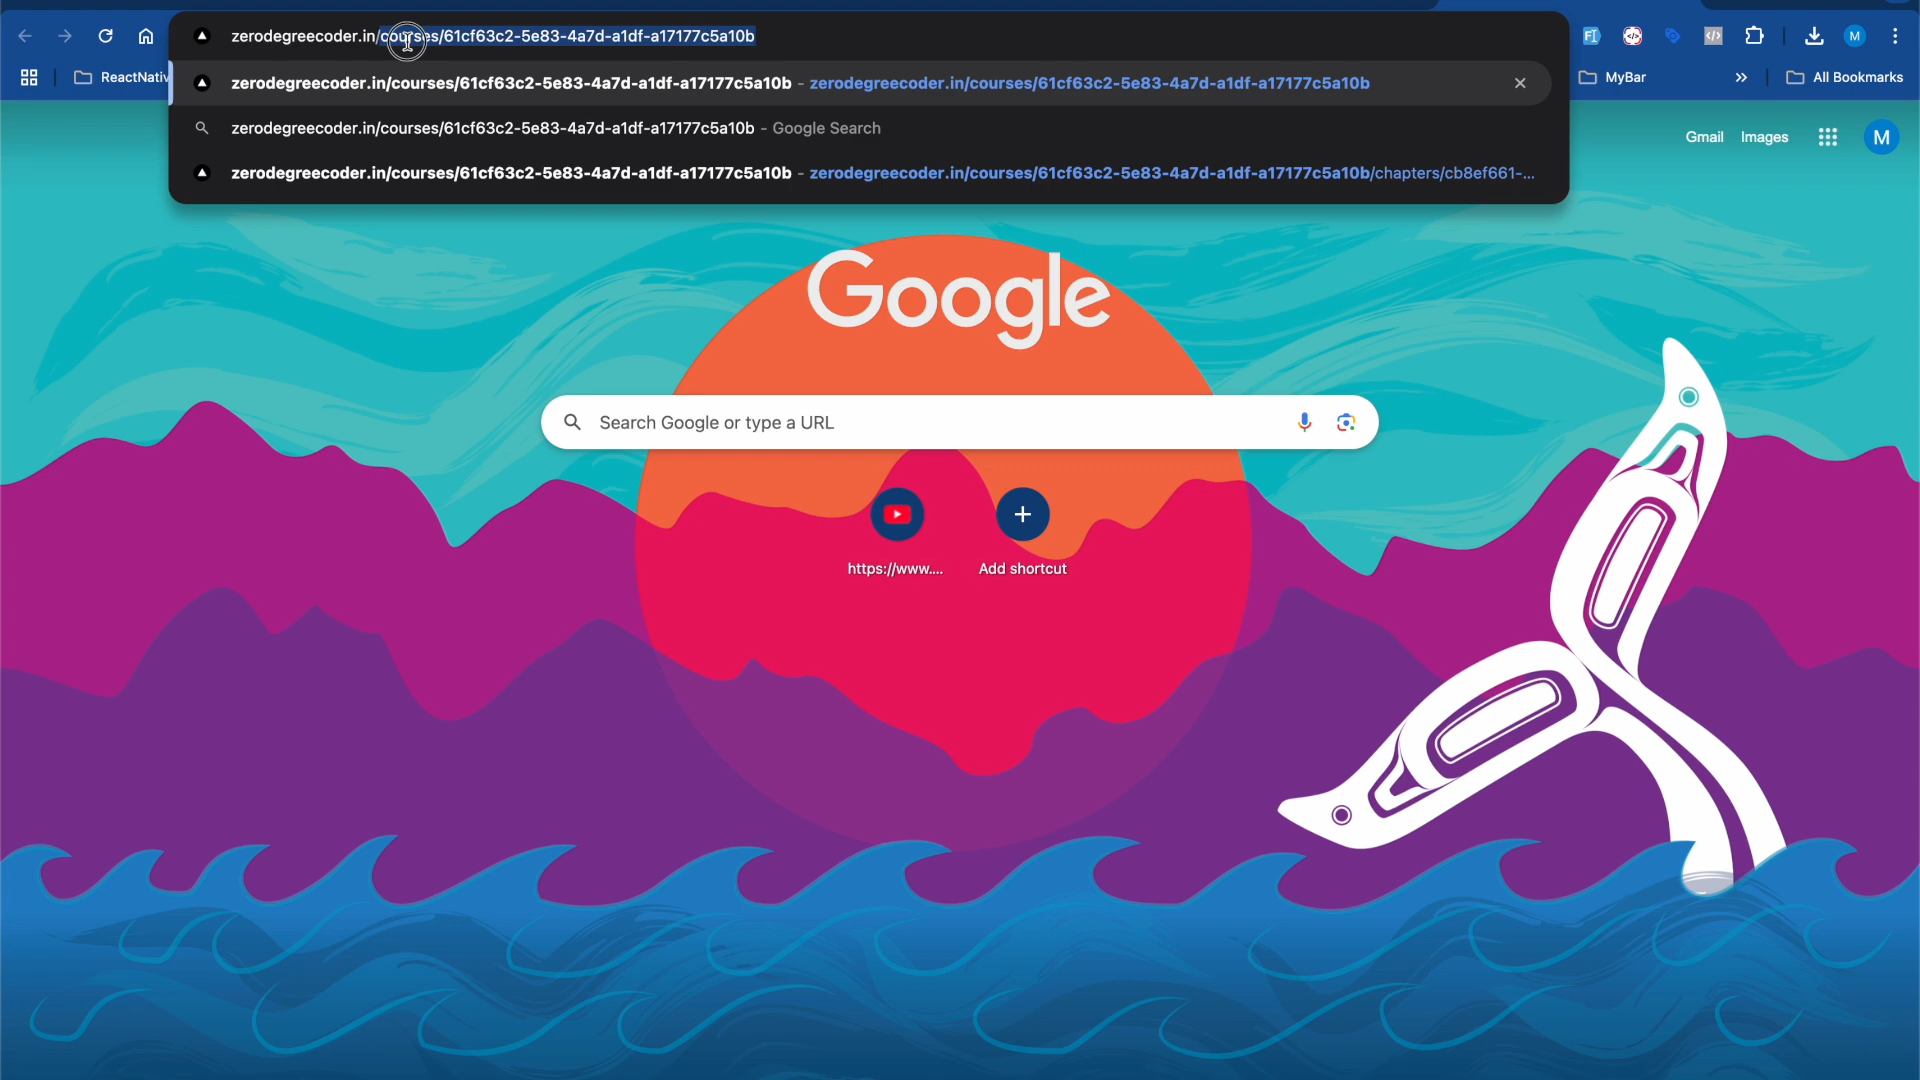 zerodegreecoder.in/courses/61cf63c2-5e83-4a7d-a1df-a17177c5a10b
M
ReactNativ
zerodegreecoder.in/courses/61cf63c2-5e83-4a7d-a1df-a17177c5a10b - zerodegreecoder.in/courses/61cf63c2-5e83-4a7d-a1df-a17177c5a10b
MyBar
All Bookmarks
zerodegreecoder.in/courses/61cf63c2-5e83-4a7d-a1df-a17177c5a10b - Google Search
Gmail
Images
M
zerodegreecoder.in/courses/61cf63c2-5e83-4a7d-a1df-a17177c5a10b - zerodegreecoder.in/courses/61cf63c2-5e83-4a7d-a1df-a17177c5a10b/chapters/cb8ef661-...
Google
Search Google or type a URL
https://www....
Add shortcut